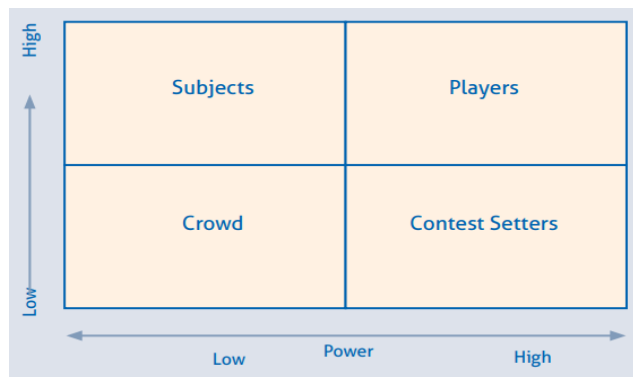 High
Subjects
Players
Crowd
Contest Setters
Low
Low
Power
High